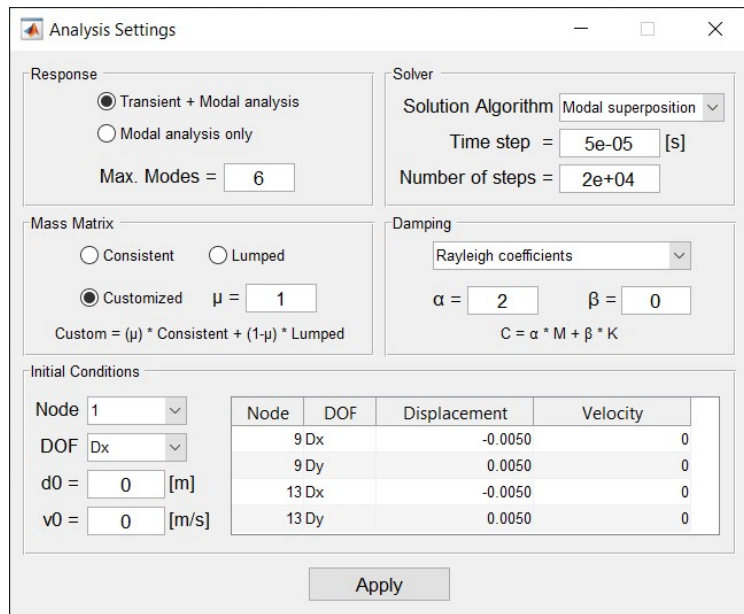 Analysis Settings
Response
Transient + Modal analysis
Modal analysis only
Max. Modes = 6
Solver
Solution Algorithm Modal superposition
Time step = 5e-05 [s]
Number of steps = 2e+04
Mass Matrix
Consistent Lumped
Customized μ = 1
Custom = (μ) * Consistent + (1-μ) * Lumped
Damping
Rayleigh coefficients
α = 2 β = 0
C = α * M + β * K
Initial Conditions
Node 1
DOF Dx
d0 = 0 [m]
v0 = 0 [m/s]
Node DOF Displacement Velocity
9 Dx -0.0050 0
9 Dy 0.0050 0
13 Dx -0.0050 0
13 Dy 0.0050 0
Apply